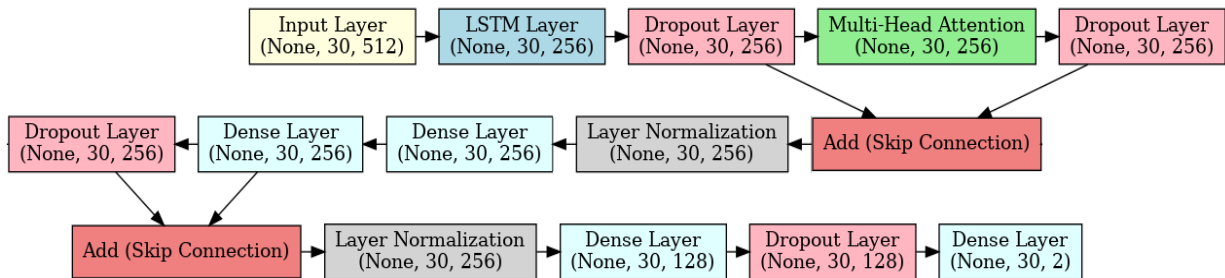 Input Layer
(None, 30, 512)
LSTM Layer
(None, 30, 256)
Dropout Layer
(None, 30, 256)
Multi-Head Attention
(None, 30, 256)
Dropout Layer
(None, 30, 256)
Dropout Layer
(None, 30, 256)
Dense Layer
(None, 30, 256)
Dense Layer
(None, 30, 256)
Layer Normalization
(None, 30, 256)
Add (Skip Connection)
Add (Skip Connection)
Layer Normalization
(None, 30, 256)
Dense Layer
(None, 30, 128)
Dropout Layer
(None, 30, 128)
Dense Layer
(None, 30, 2)